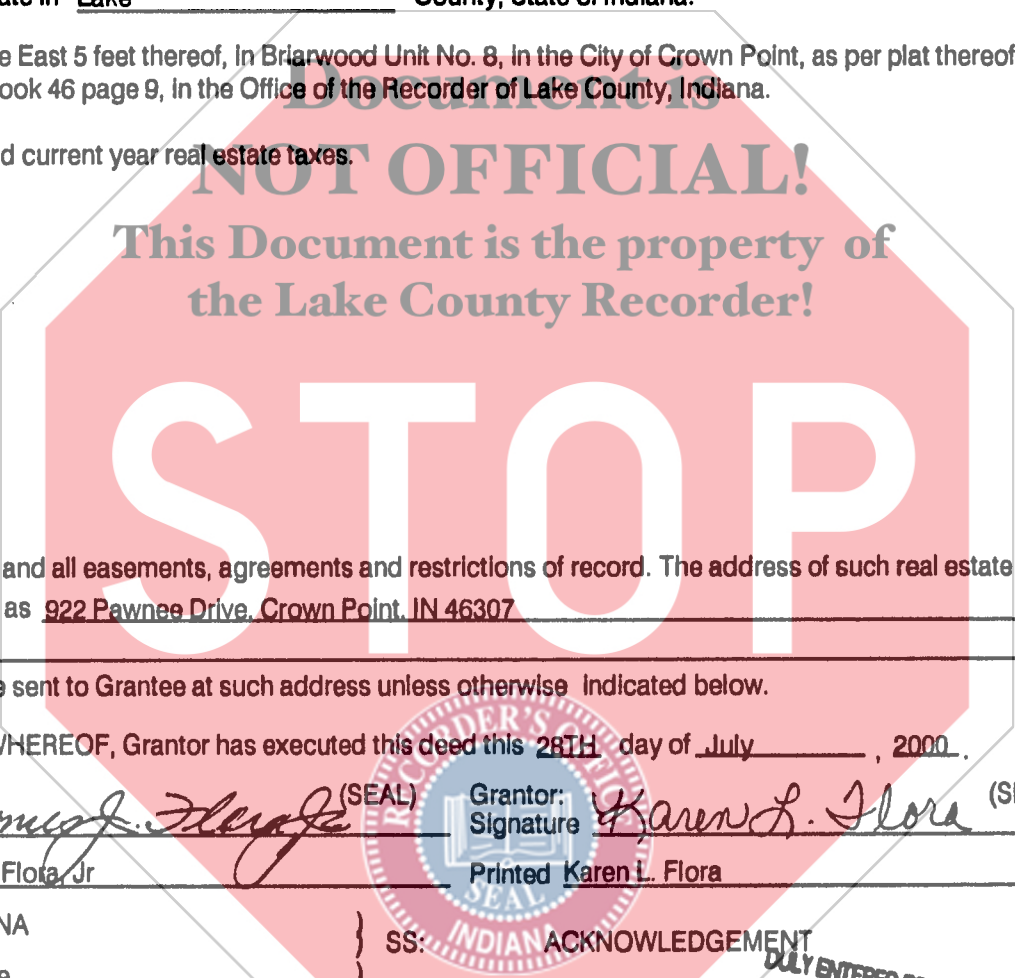 County, State of Indiana.
Lake
e East 5 feet thereof, in Briarwood Unit No. 8, in the City of Crown Point, as per plat thereof
ook 46 page 9, in the Office of the Recorder of Lake County, Indiana.
Document is
d current year real estate taxes.
NOT OFFICIAL!
This Document is the property of
the Lake County Recorder!
STOP
and all easements, agreements and restrictions of record. The address of such real estate
as 922 Pawnee Drive, Crown Point, IN 46307
e sent to Grantee at such address unless otherwise indicated below.
WHEREOF, Grantor has executed this deed this 28TH day of July , 2000 .
(SEAL) Grantor:
Signature Karen L. Flora
J. Flora Jr
Flora, Jr Printed Karen L. Flora
RECORDER'S OFFICE
SEAL
INDIANA
NA
SS: ACKNOWLEDGEMENT
DULY ENTERED